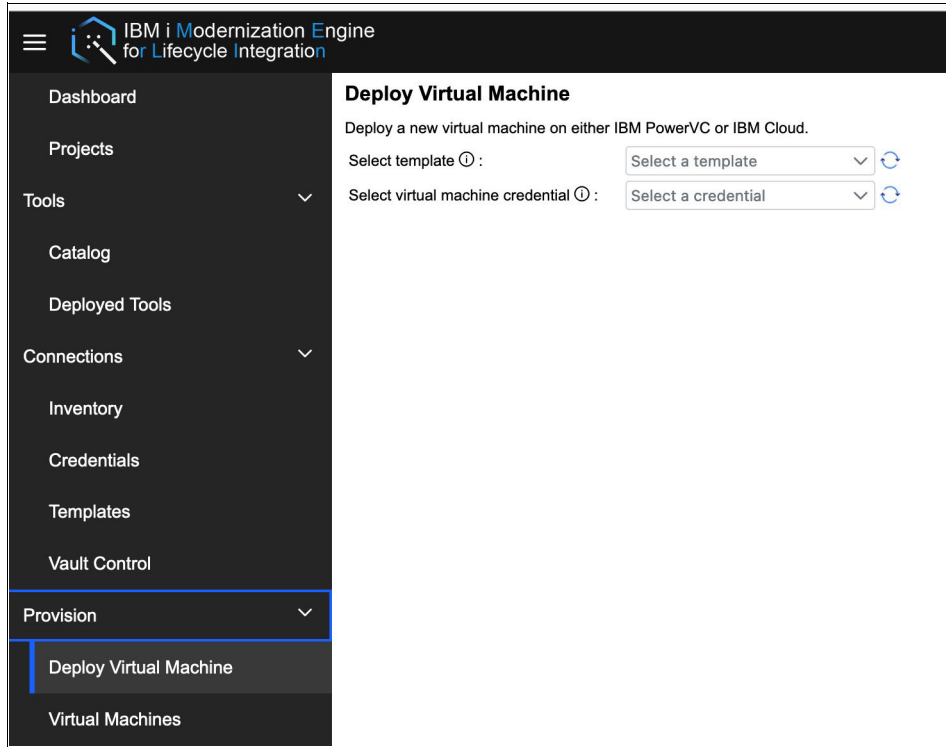 IBM i Modernization Engine
for Lifecycle Integration
Dashboard
Projects
Tools
Catalog
Deployed Tools
Connections
Inventory
Credentials
Templates
Vault Control
Provision
Deploy Virtual Machine
Virtual Machines
Deploy Virtual Machine
Deploy a new virtual machine on either IBM PowerVC or IBM Cloud.
Select template ⓘ : Select a template
Select virtual machine credential ⓘ : Select a credential